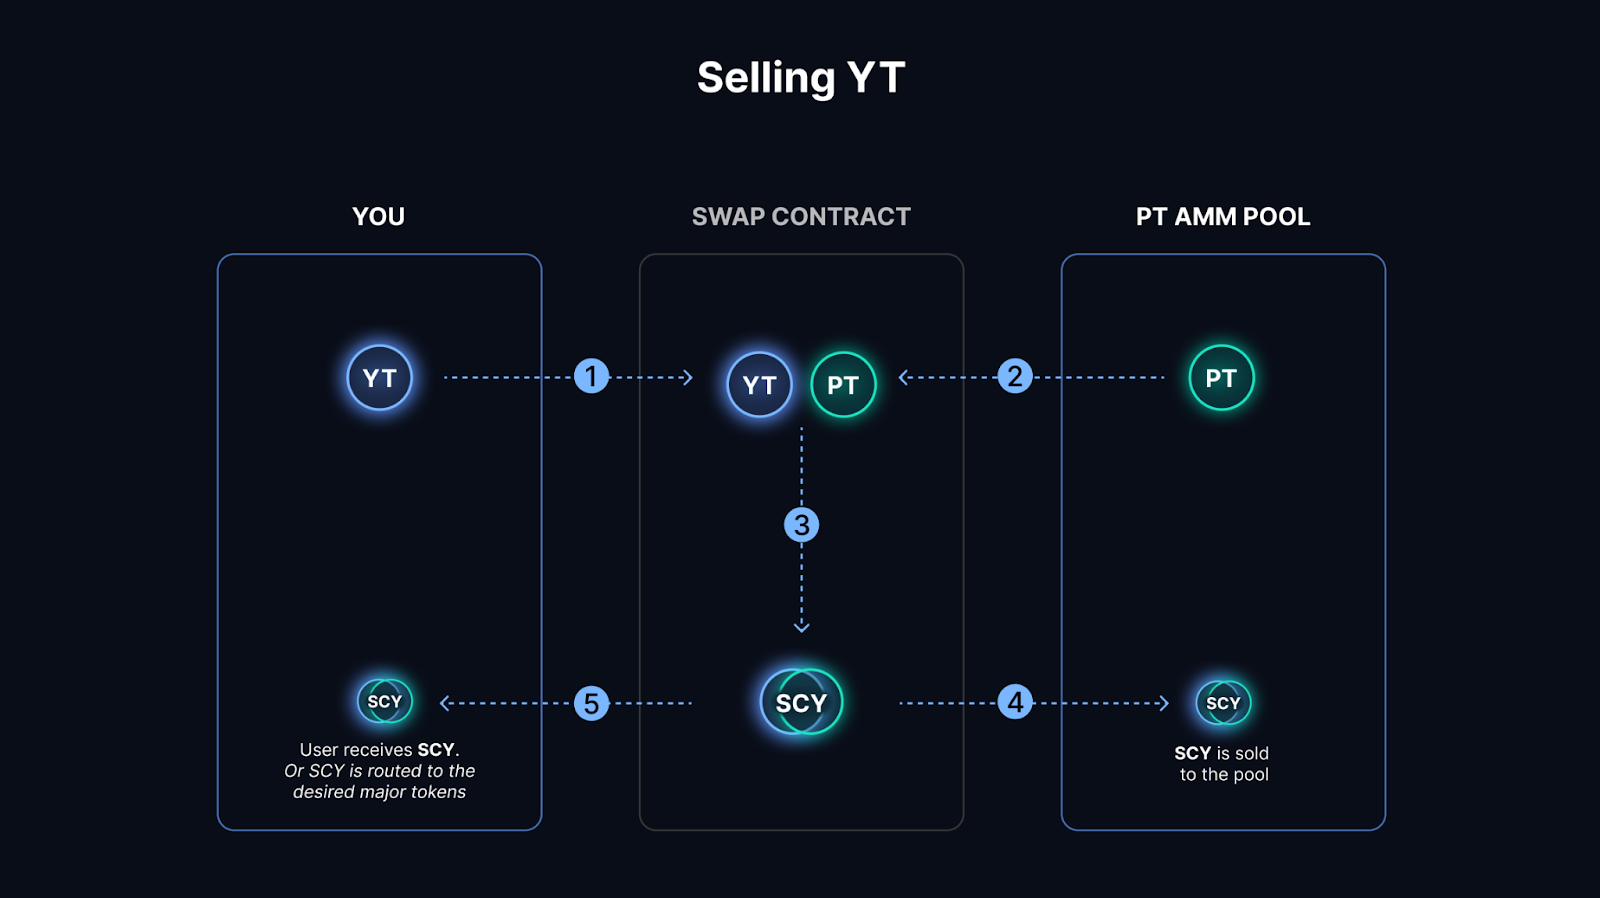 Selling YT
YOU
SWAP CONTRACT
PT AMM POOL
YT
1
YT
PT
2
PT
3
SCY
5
SCY
4
SCY
User receives SCY.
Or SCY is routed to the
desired major tokens
SCY is sold
to the pool